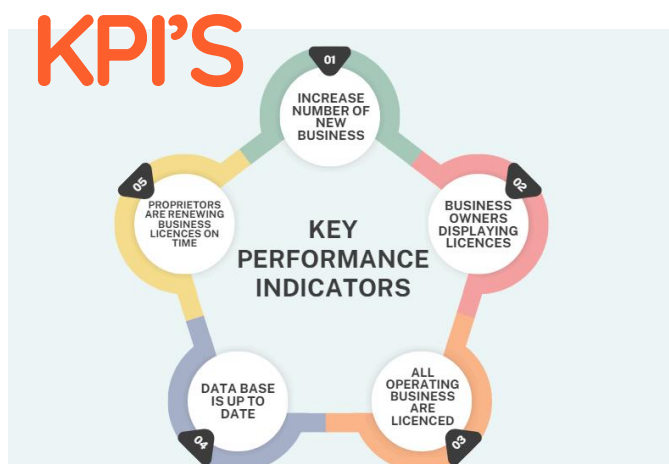 KPI'S
01
INCREASE
NUMBER OF
NEW
BUSINESS
02
BUSINESS
OWNERS
DISPLAYING
LICENCES
03
ALL
OPERATING
BUSINESS
ARE
LICENCED
04
DATA BASE
IS UP TO
DATE
05
PROPRIETORS
ARE RENEWING
BUSINESS
LICENCES ON
TIME
KEY
PERFORMANCE
INDICATORS